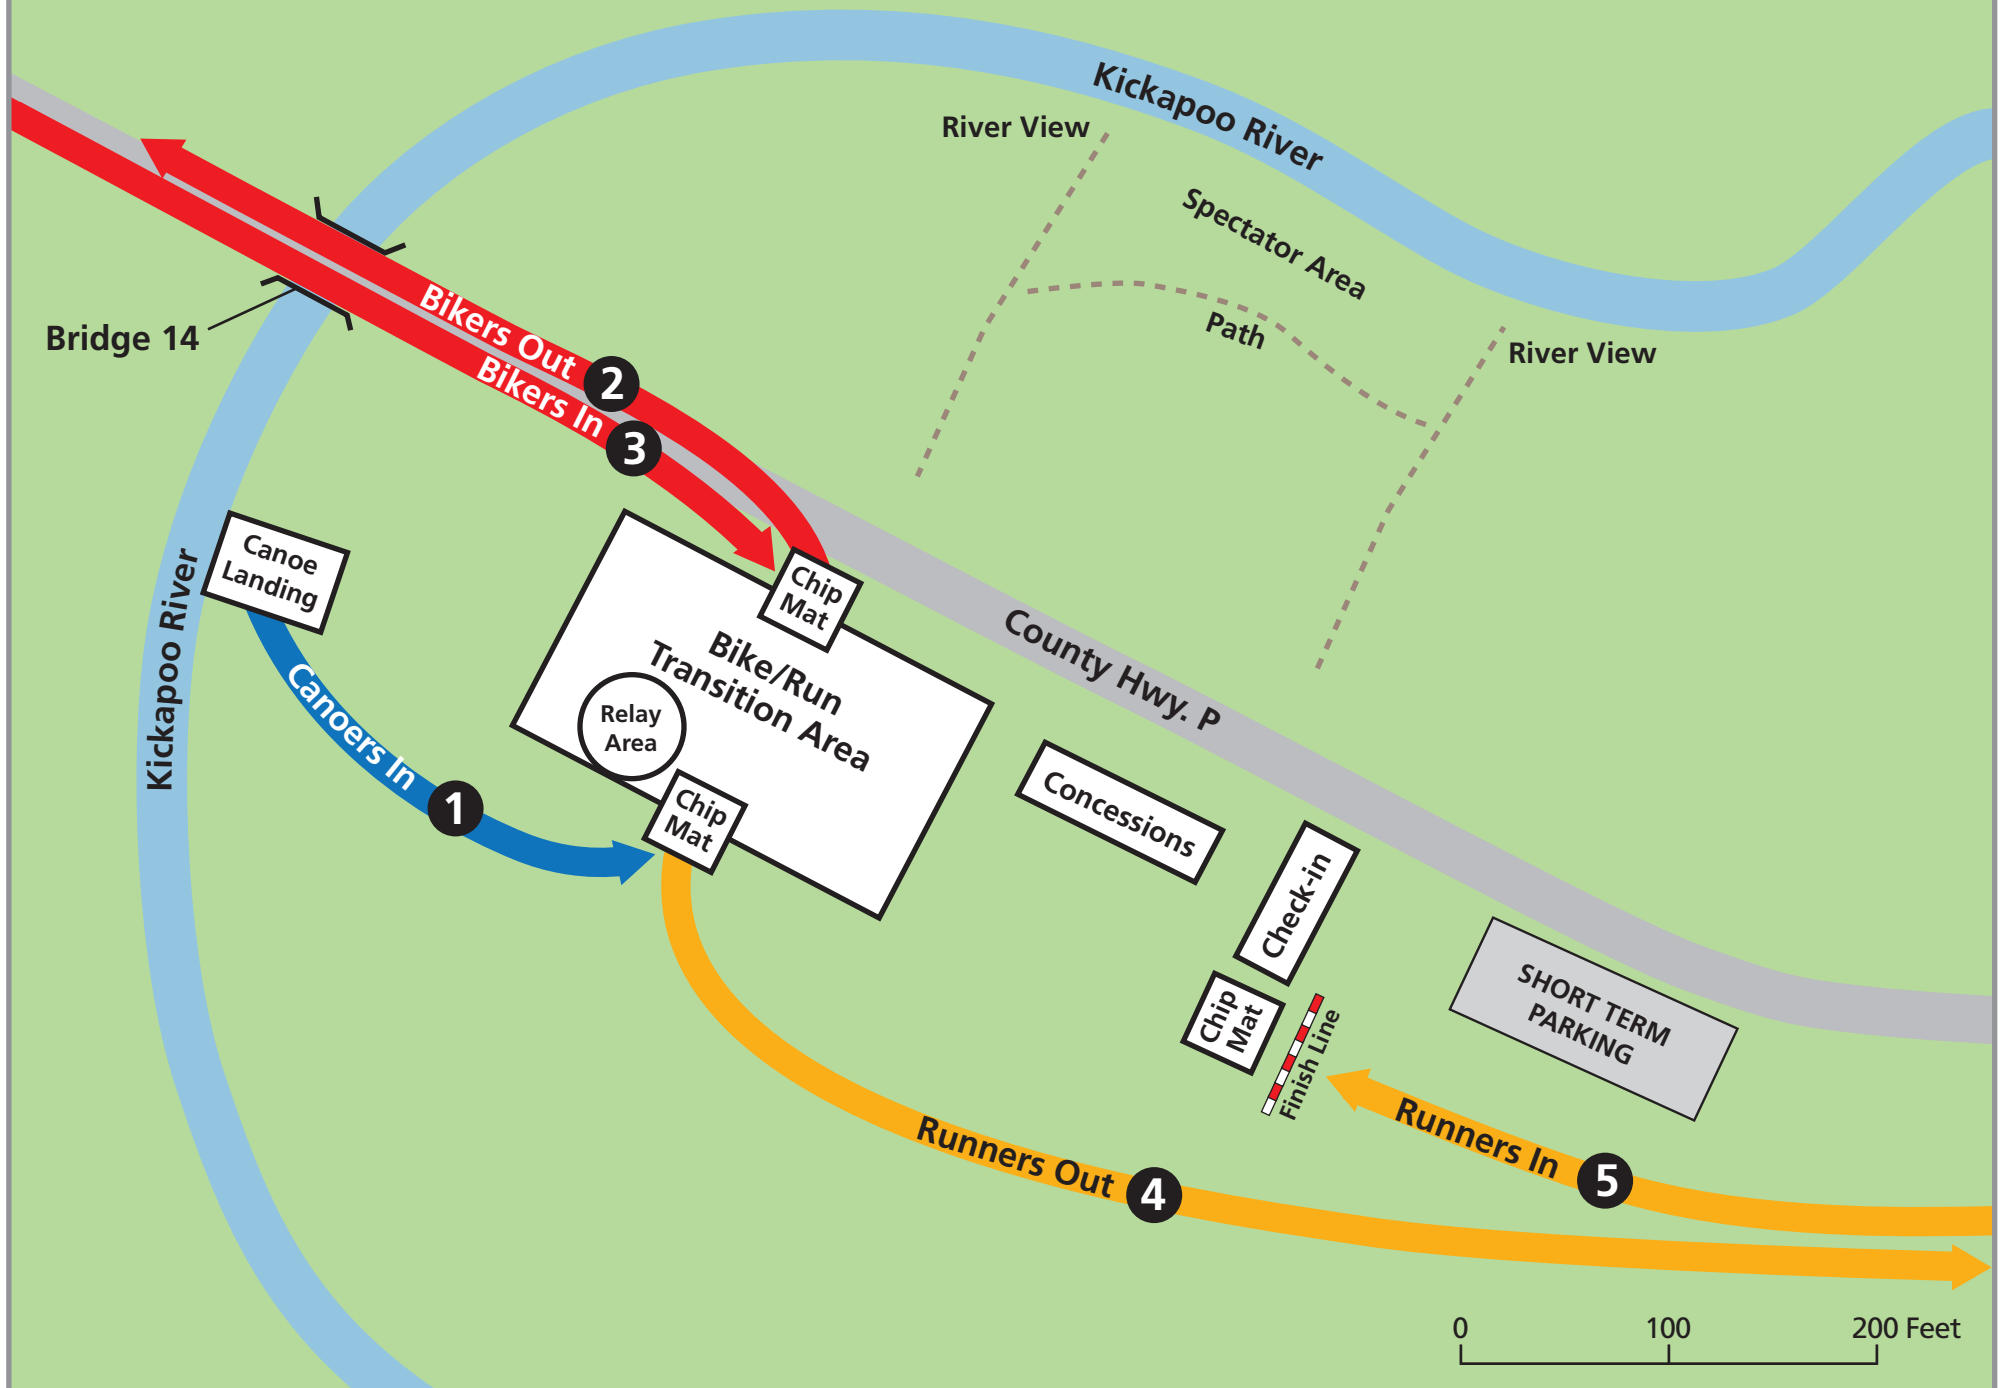 Kickapoo River
River View
Spectator Area
Path
River View
Bridge 14
Bikers Out
2
Bikers In
3
Canoe
Landing
Kickapoo River
Canoers In
1
Chip
Mat
Bike/Run
Transition Area
Relay
Area
Chip
Mat
County Hwy. P
Concessions
Check-in
Chip
Mat
Finish Line
SHORT TERM
PARKING
Runners In
5
Runners Out
4
0
100
200 Feet